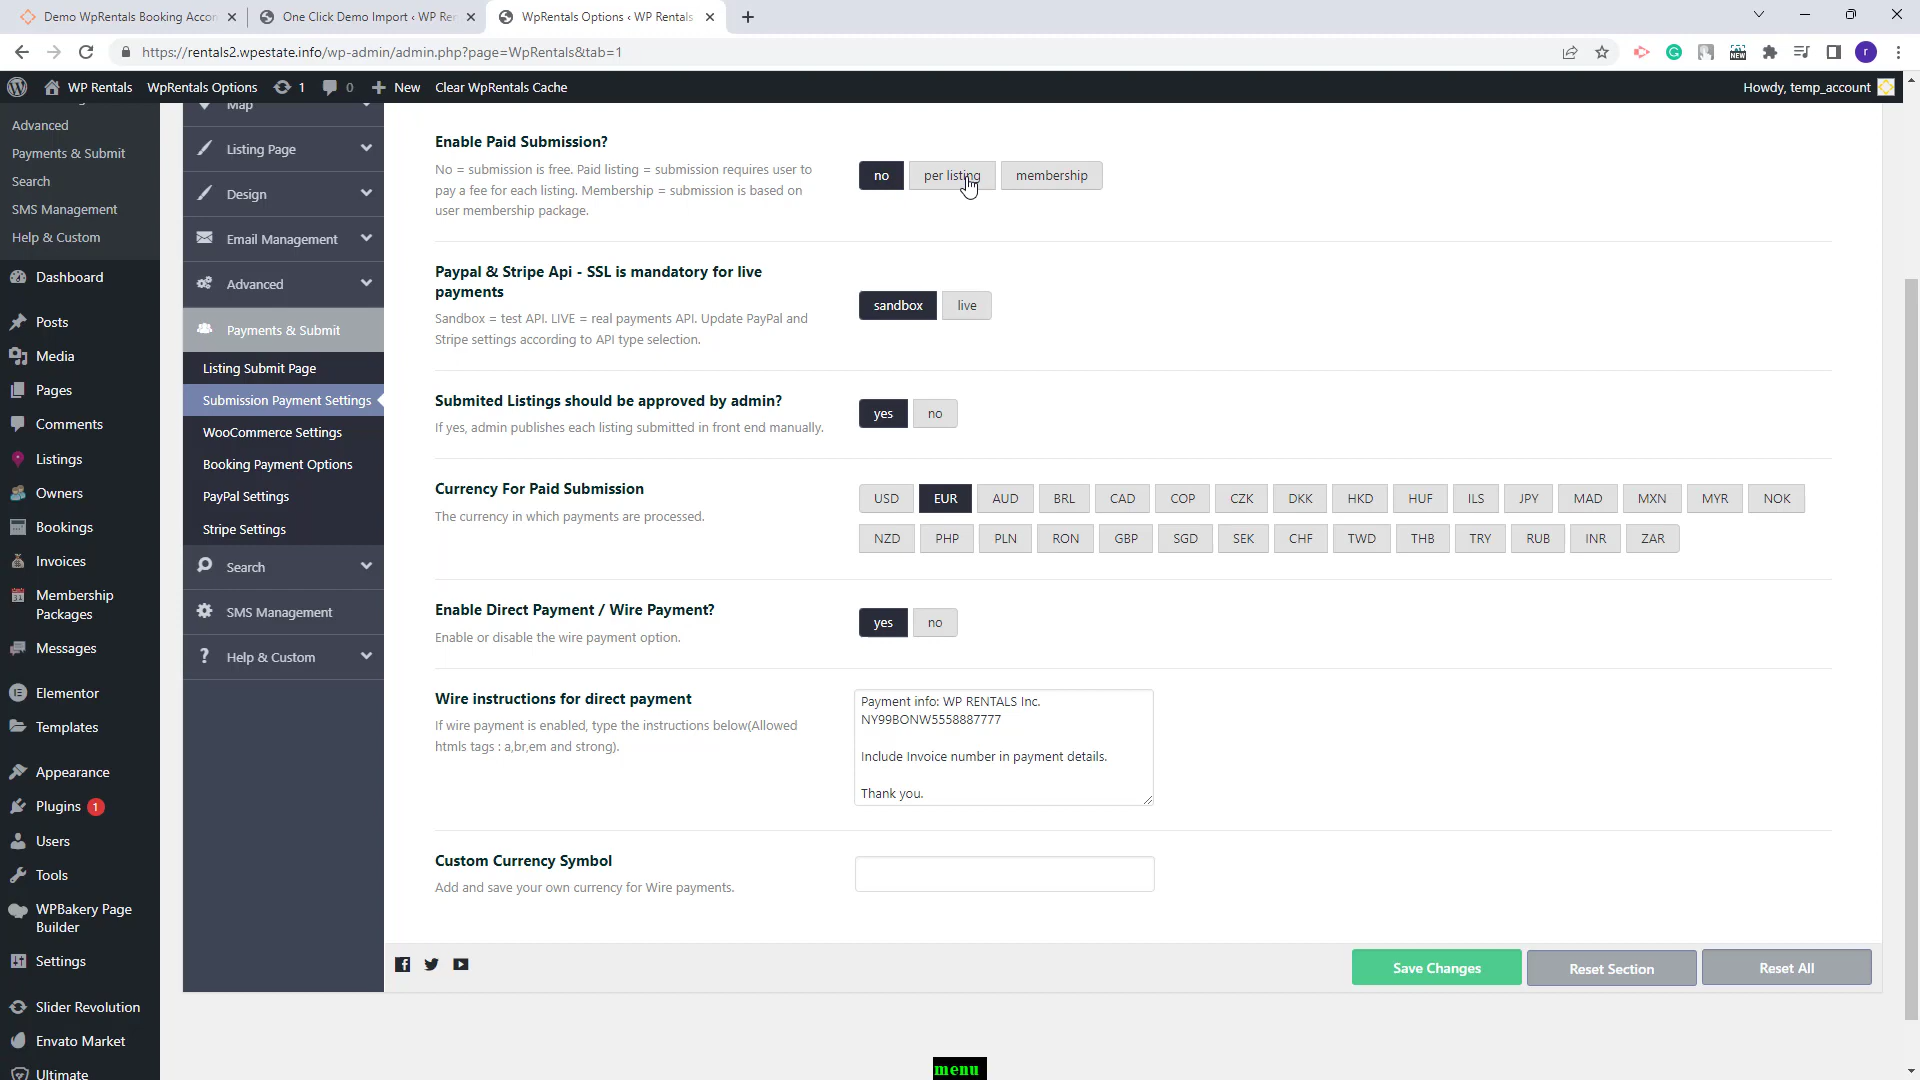 Demo WpRentals Booking Accon
One Click Demo Import ‹ WP Ren
WpRentals Options ‹ WP Rentals
https://rentals2.wpestate.info/wp-admin/admin.php?page=WpRentals&tab=1
NEW
r
WP Rentals
WpRentals Options
1
0
New
Clear WpRentals Cache
Howdy, temp_account
Advanced
Payments & Submit
Search
SMS Management
Help & Custom
Dashboard
Posts
Media
Pages
Comments
Listings
Owners
Bookings
Invoices
Membership
Packages
Messages
Elementor
Templates
Appearance
Plugins 1
Users
Tools
WPBakery Page
Builder
Settings
Slider Revolution
Envato Market
Ultimate
Map
Listing Page
Design
Email Management
Advanced
Payments & Submit
Listing Submit Page
Submission Payment Settings
WooCommerce Settings
Booking Payment Options
PayPal Settings
Stripe Settings
Search
SMS Management
Help & Custom
Enable Paid Submission?
No = submission is free. Paid listing = submission requires user to
pay a fee for each listing. Membership = submission is based on
user membership package.
no per listing membership
Paypal & Stripe Api - SSL is mandatory for live
payments
Sandbox = test API. LIVE = real payments API. Update PayPal and
Stripe settings according to API type selection.
sandbox live
Submited Listings should be approved by admin?
If yes, admin publishes each listing submitted in front end manually.
yes no
Currency For Paid Submission
The currency in which payments are processed.
USD EUR AUD BRL CAD COP CZK DKK HKD HUF ILS JPY MAD MXN MYR NOK
NZD PHP PLN RON GBP SGD SEK CHF TWD THB TRY RUB INR ZAR
Enable Direct Payment / Wire Payment?
Enable or disable the wire payment option.
yes no
Wire instructions for direct payment
If wire payment is enabled, type the instructions below(Allowed
htmls tags : a,br,em and strong).
Payment info: WP RENTALS Inc.
NY99BONW5558887777
Include Invoice number in payment details.
Thank you.
Custom Currency Symbol
Add and save your own currency for Wire payments.
Save Changes
Reset Section
Reset All
menu